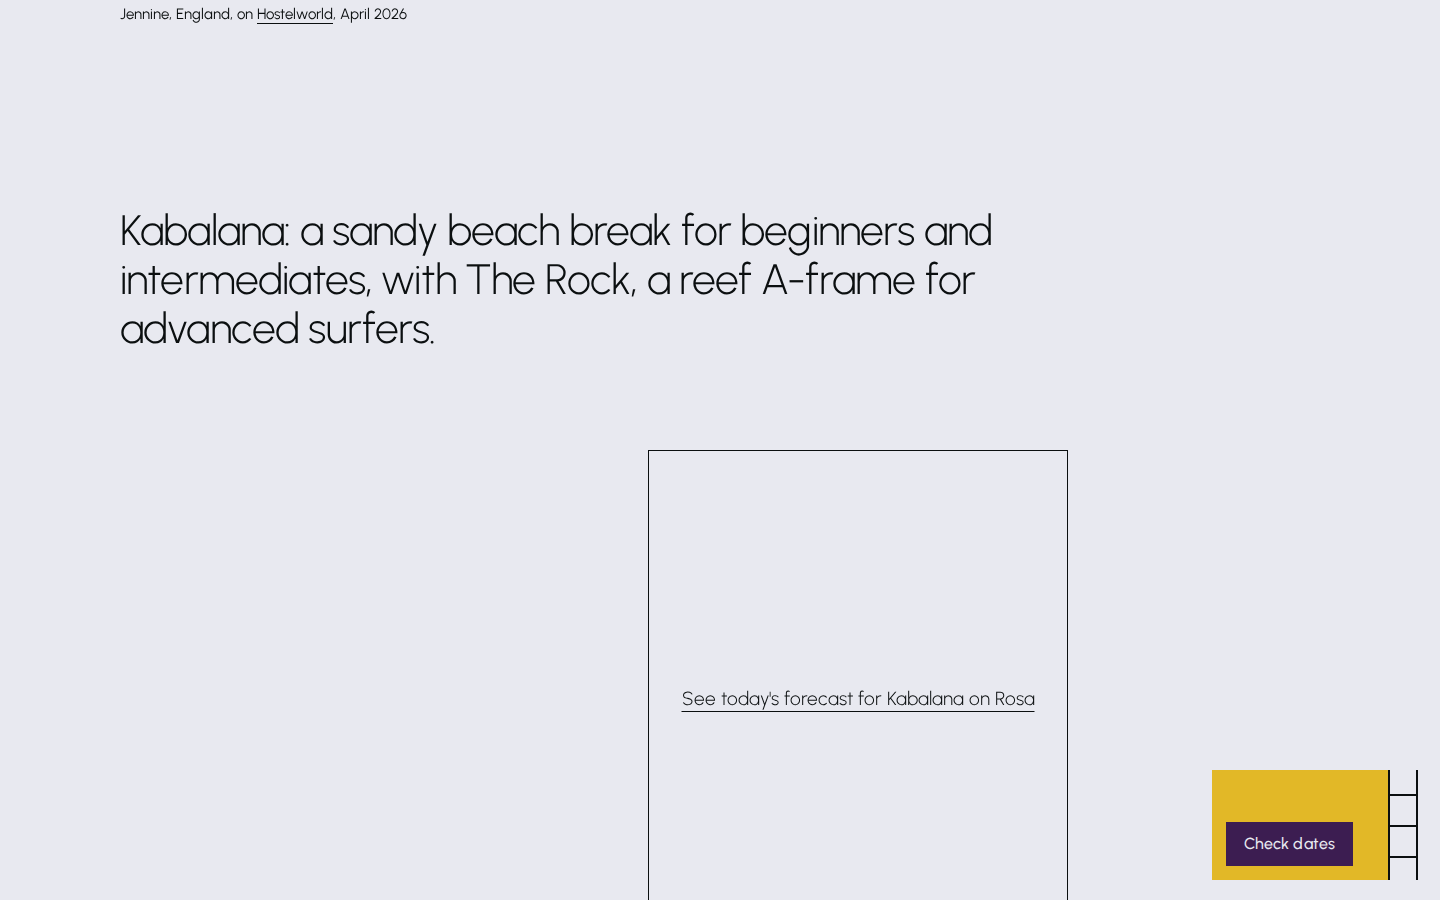 Jennine, England, on Hostelworld, April 2026
Kabalana: a sandy beach break for beginners and
intermediates, with The Rock, a reef A-frame for
advanced surfers.
See today's forecast for Kabalana on Rosa
Check dates